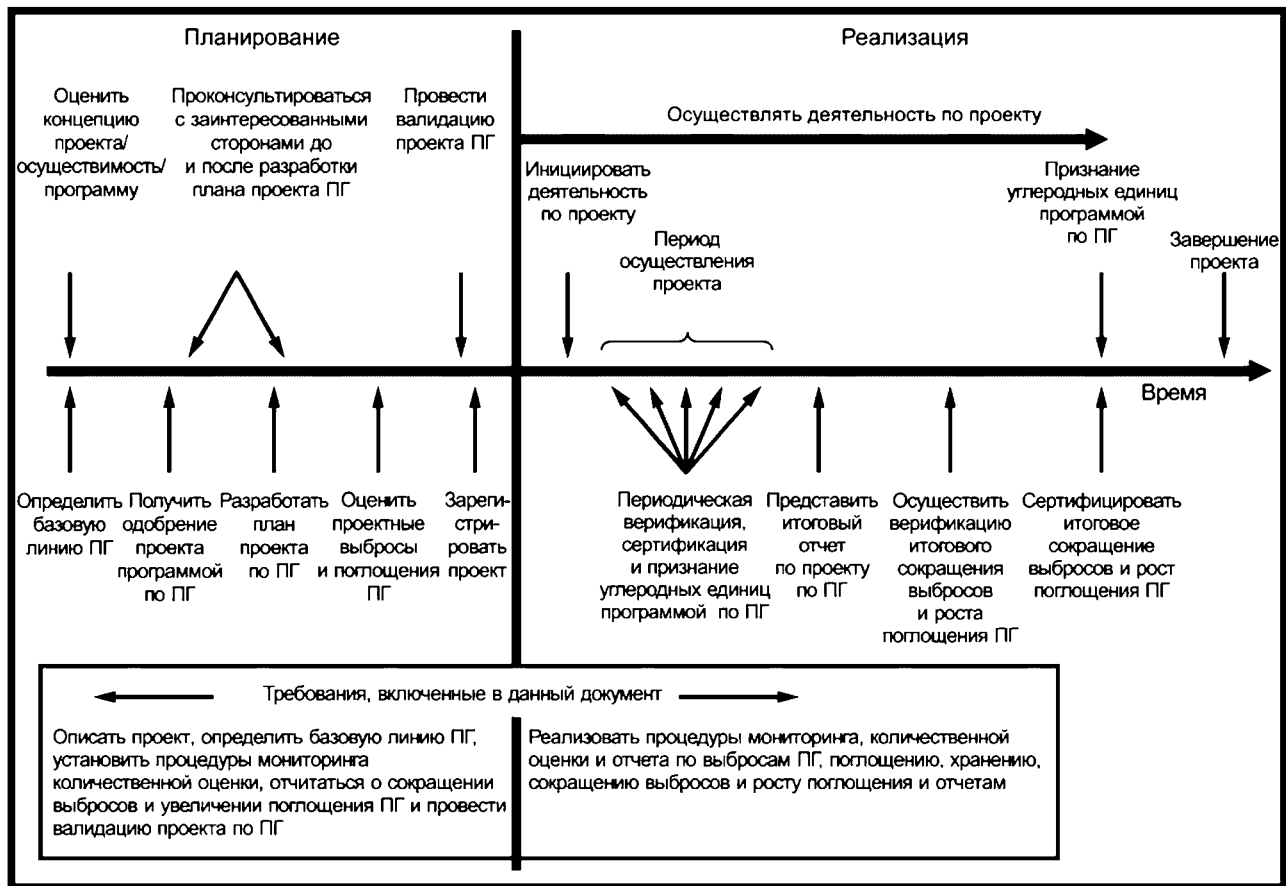 Планирование
Реализация
Оценить
концепцию
проекта/
осуществимость/
программу
Проконсультироваться
с заинтересованными
сторонами до
и после разработки
плана проекта ПГ
Провести
валидацию
проекта ПГ
Осуществлять деятельность по проекту
Инициировать
деятельность
по проекту
Период
осуществления
проекта
Признание
углеродных единиц
программой
по ПГ
Завершение
проекта
Время
Определить
базовую
линию ПГ
Получить
одобрение
проекта
программой
по ПГ
Разработать
план
проекта
по ПГ
Оценить
проектные
выбросы
и поглощения
ПГ
Зареги-
стри-
ровать
проект
Периодическая
верификация,
сертификация
и признание
углеродных единиц
программой по ПГ
Представить
итоговый
отчет
по проекту
по ПГ
Осуществить
верификацию
итогового
сокращения
выбросов
и роста
поглощения ПГ
Сертифицировать
итоговое
сокращение
выбросов и рост
поглощения ПГ
Требования, включенные в данный документ
Описать проект, определить базовую линию ПГ,
установить процедуры мониторинга
количественной оценки, отчитаться о сокращении
выбросов и увеличении поглощения ПГ и провести
валидацию проекта по ПГ
Реализовать процедуры мониторинга, количественной
оценки и отчета по выбросам ПГ, поглощению, хранению,
сокращению выбросов и росту поглощения и отчетам